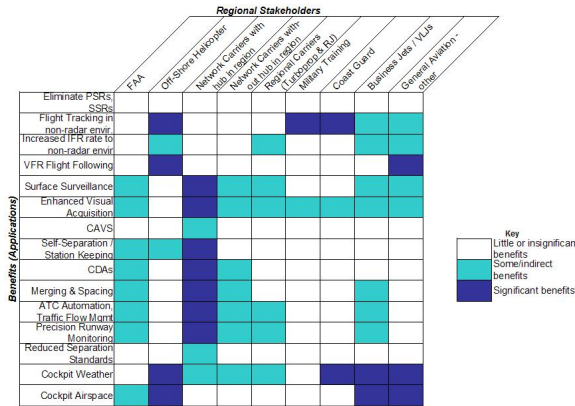 Regional Stakeholders
FAA
Off-Shore Helicopter
Network Carriers with
hub in region
Network Carriers with-
out hub in region
Regional Carriers
(Turboprop & RJ)
Military Training
Coast Guard
Business Jets / VLJs
General Aviation -
other
Benefits (Applications)
Eliminate PSRs,
SSRs
Flight Tracking in
non-radar envir.
Increased IFR rate to
non-radar envir
VFR Flight Following
Surface Surveillance
Enhanced Visual
Acquisition
CAVS
Self-Separation /
Station Keeping
CDAs
Merging & Spacing
ATC Automation,
Traffic Flow Mgmt
Precision Runway
Monitoring
Reduced Separation
Standards
Cockpit Weather
Cockpit Airspace
Key
Little or insignifican
benefits
Some/indirect
benefits
Significant benefits